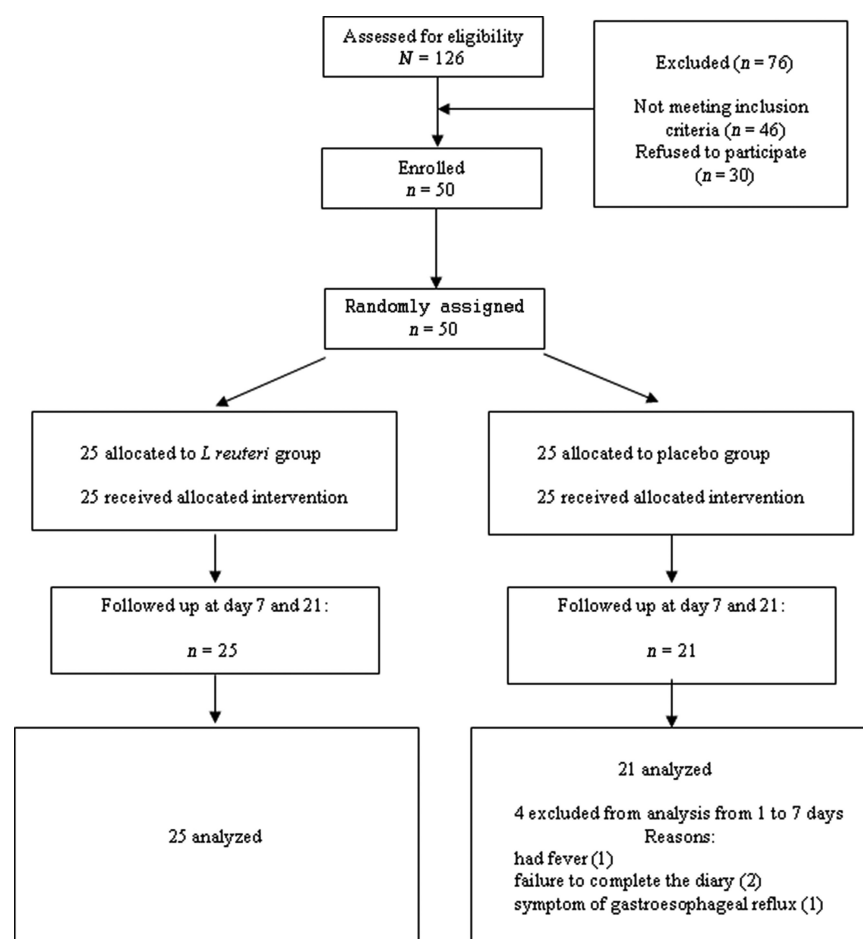 Assessed for eligibility
N = 126
Excluded (n = 76)
Not meeting inclusion
criteria (n = 46)
Refused to participate
(n = 30)
Enrolled
n = 50
Randomly assigned
n = 50
25 allocated to L reuteri group
25 received allocated intervention
25 allocated to placebo group
25 received allocated intervention
Followed up at day 7 and 21:
n = 25
Followed up at day 7 and 21:
n = 21
25 analyzed
21 analyzed
4 excluded from analysis from 1 to 7 days
Reasons:
had fever (1)
failure to complete the diary (2)
symptom of gastroesophageal reflux (1)